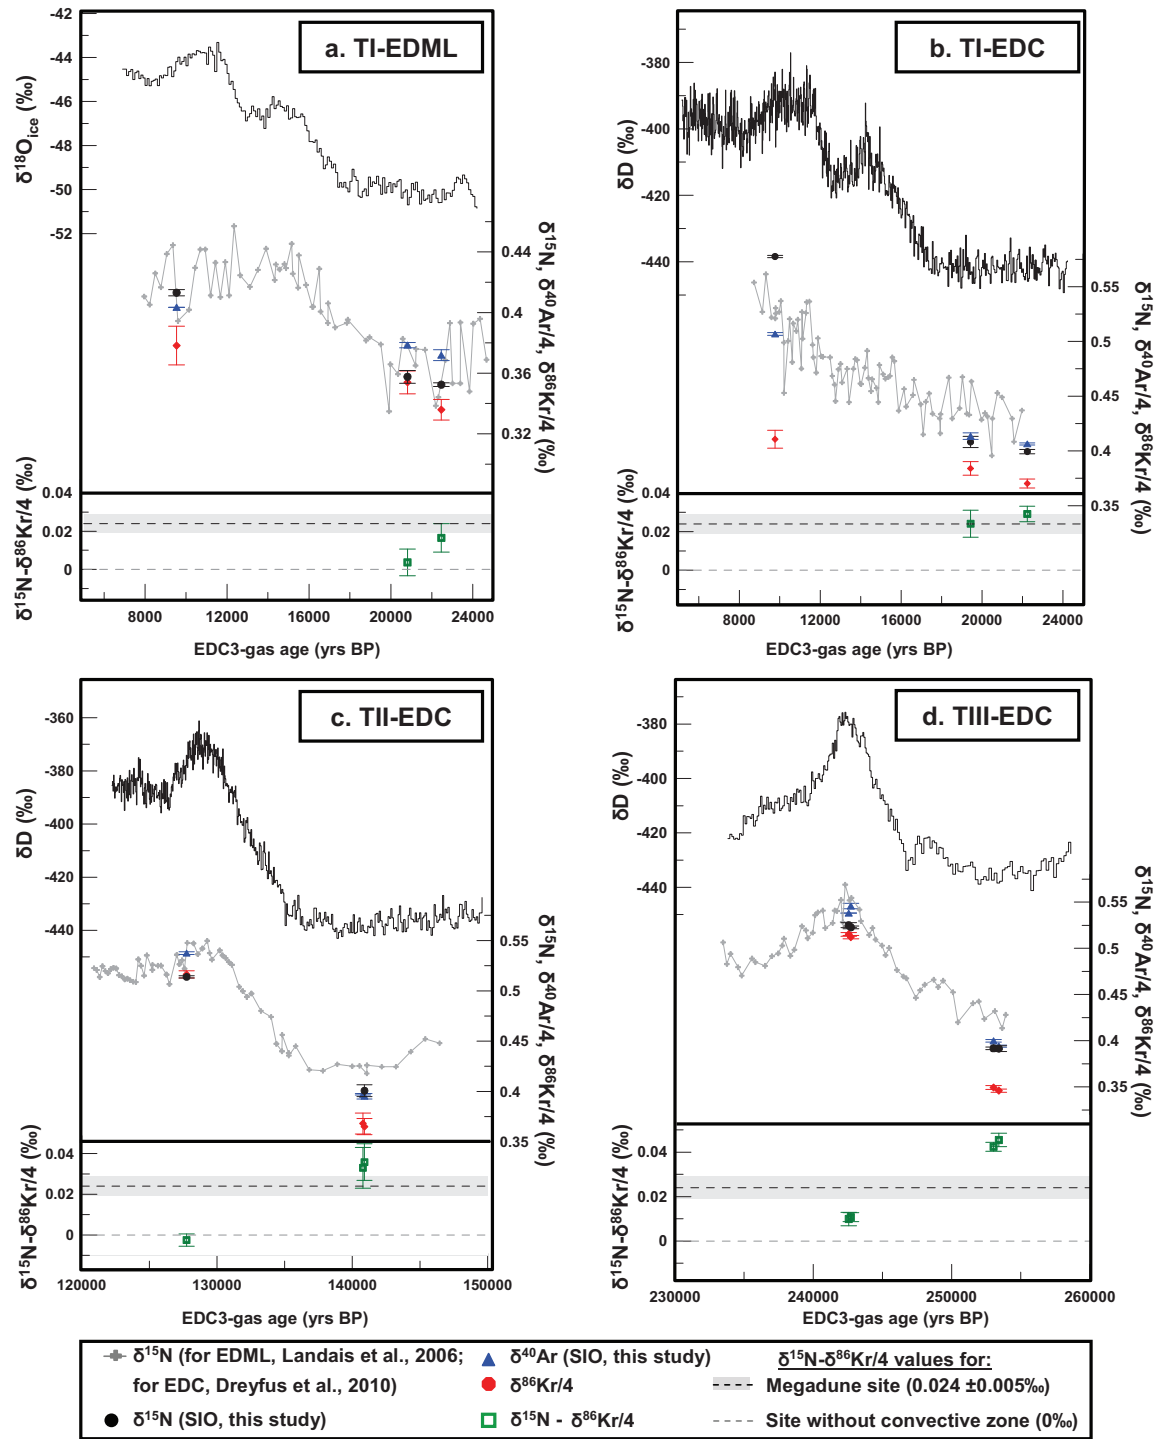 a. TI-EDML
-42
-44
-46
-48
-50
-52
δ18Oice (‰)
0.44
0.4
0.36
0.32
δ15N, δ40Ar/4, δ86Kr/4 (‰)
0.04
0.02
0
δ15N-δ86Kr/4 (‰)
8000 12000 16000 20000 24000
EDC3-gas age (yrs BP)
b. TI-EDC
-380
-400
-420
-440
δD (‰)
0.55
0.5
0.45
0.4
0.35
δ15N, δ40Ar/4, δ86Kr/4 (‰)
0.04
0.02
0
δ15N-δ86Kr/4 (‰)
8000 12000 16000 20000 24000
EDC3-gas age (yrs BP)
c. TII-EDC
-360
-380
-400
-420
-440
δD (‰)
0.55
0.5
0.45
0.4
0.35
δ15N, δ40Ar/4, δ86Kr/4 (‰)
0.04
0.02
0
δ15N-δ86Kr/4 (‰)
120000 130000 140000 150000
EDC3-gas age (yrs BP)
d. TIII-EDC
-380
-400
-420
-440
δD (‰)
0.55
0.5
0.45
0.4
0.35
δ15N, δ40Ar/4, δ86Kr/4 (‰)
0.04
0.02
0
δ15N-δ86Kr/4 (‰)
230000 240000 250000 260000
EDC3-gas age (yrs BP)
δ15N (for EDML, Landais et al., 2006;
for EDC, Dreyfus et al., 2010)
δ15N (SIO, this study)
δ40Ar (SIO, this study)
δ86Kr/4
δ15N - δ86Kr/4
δ15N-δ86Kr/4 values for:
Megadune site (0.024 ±0.005‰)
Site without convective zone (0‰)